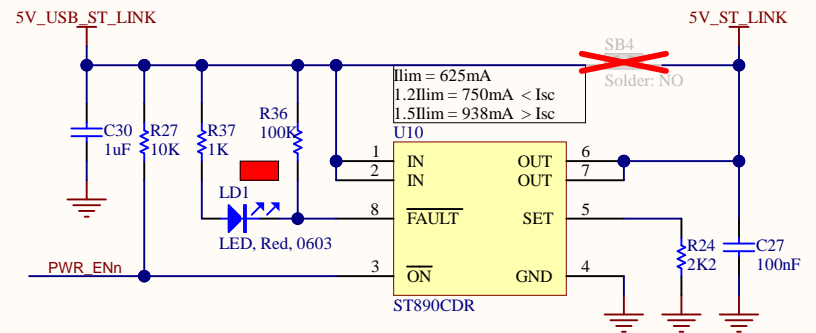 5V_USB_ST_LINK
5V_ST_LINK
SB4
Solder: NO
Ilim = 625mA
1.2Ilim = 750mA < Isc
1.5Ilim = 938mA > Isc
C30
1uF
R27
10K
R37
1K
R36
100K
U10
1
IN
2
IN
OUT
6
OUT
7
LD1
LED, Red, 0603
8
FAULT
SET
5
R24
2K2
C27
100nF
PWR_ENn
3
ON
GND
4
ST890CDR